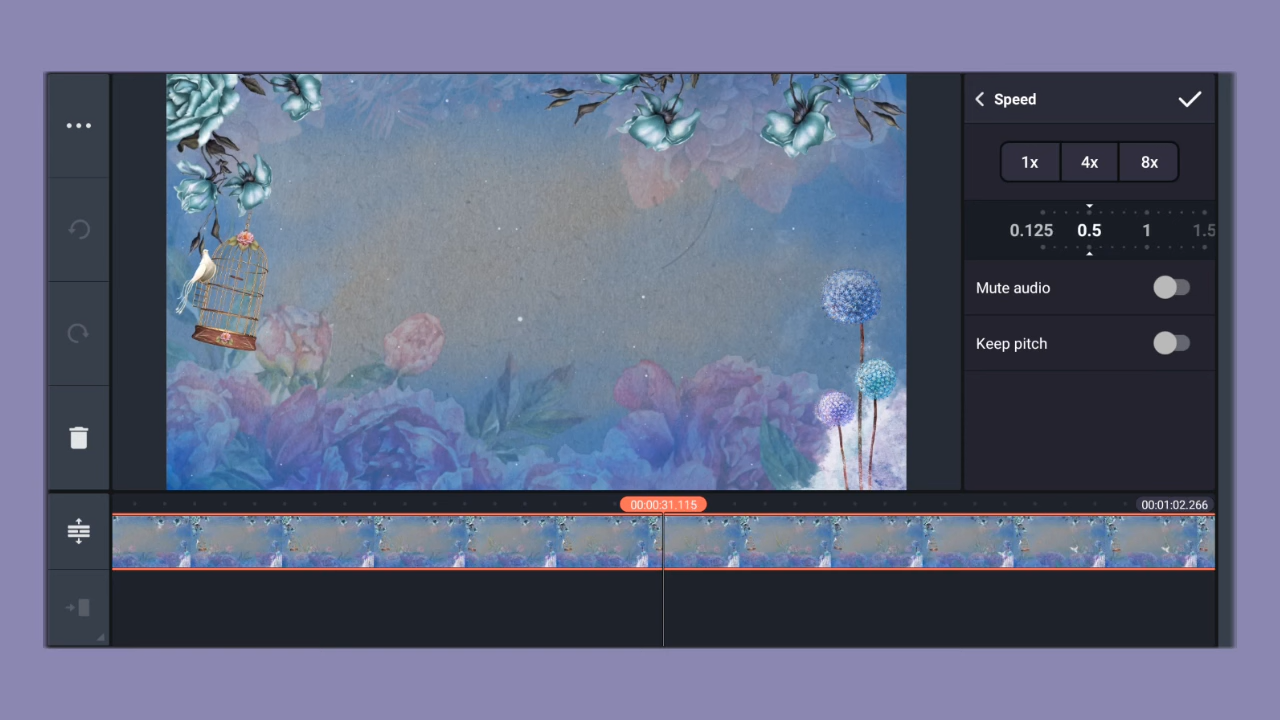 Speed
1x 4x 8x
0.125 0.5 1 1.5
Mute audio
Keep pitch
00:00:31.115
00:01:02.266